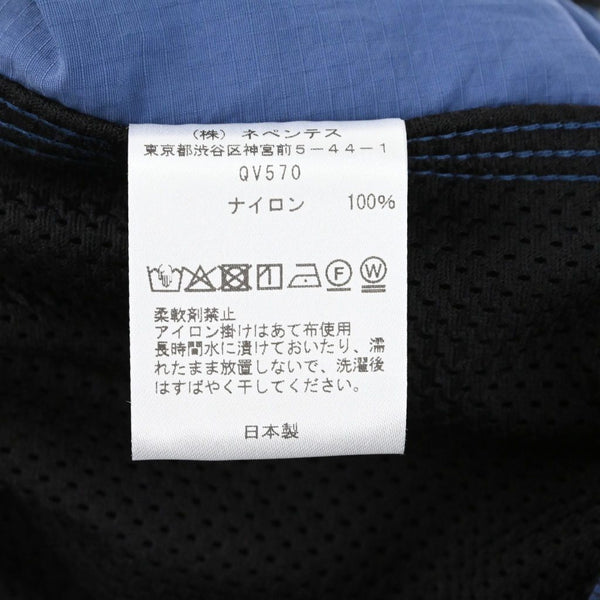 (株) ネペンテス
東京都渋谷区神宮前5-44-1
QV570
ナイロン 100%
F W
柔軟剤禁止
アイロン掛けはあて布使用
長時間水に漬けておいたり、濡
れたまま放置しないで、洗濯後
はすばやく干してください。
日本製